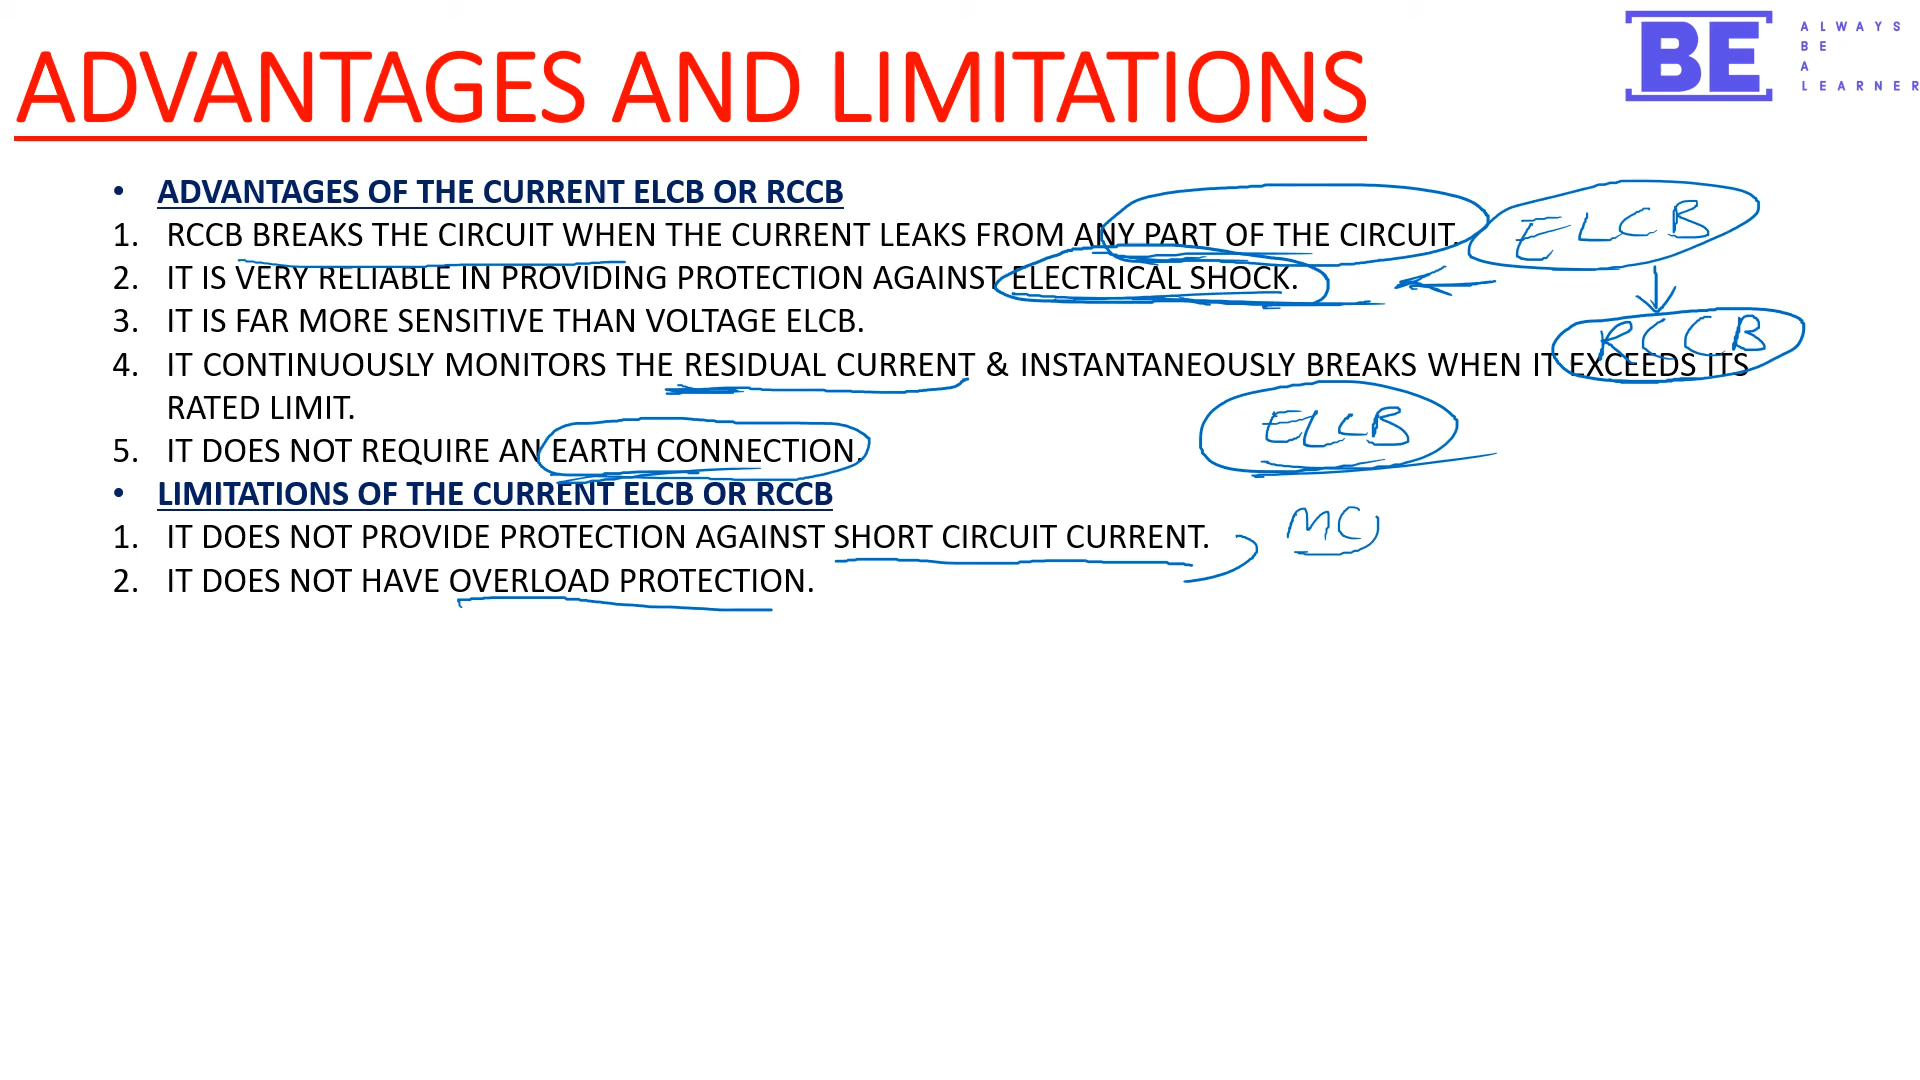 ADVANTAGES AND LIMITATIONS
BE
ALWAYS
BE
A
LEARNER
• ADVANTAGES OF THE CURRENT ELCB OR RCCB
1. RCCB BREAKS THE CIRCUIT WHEN THE CURRENT LEAKS FROM ANY PART OF THE CIRCUIT.
ELCB
2. IT IS VERY RELIABLE IN PROVIDING PROTECTION AGAINST ELECTRICAL SHOCK.
3. IT IS FAR MORE SENSITIVE THAN VOLTAGE ELCB.
RCCB
4. IT CONTINUOUSLY MONITORS THE RESIDUAL CURRENT & INSTANTANEOUSLY BREAKS WHEN IT EXCEEDS ITS
RATED LIMIT.
ELCB
5. IT DOES NOT REQUIRE AN EARTH CONNECTION.
• LIMITATIONS OF THE CURRENT ELCB OR RCCB
1. IT DOES NOT PROVIDE PROTECTION AGAINST SHORT CIRCUIT CURRENT.
MC
2. IT DOES NOT HAVE OVERLOAD PROTECTION.